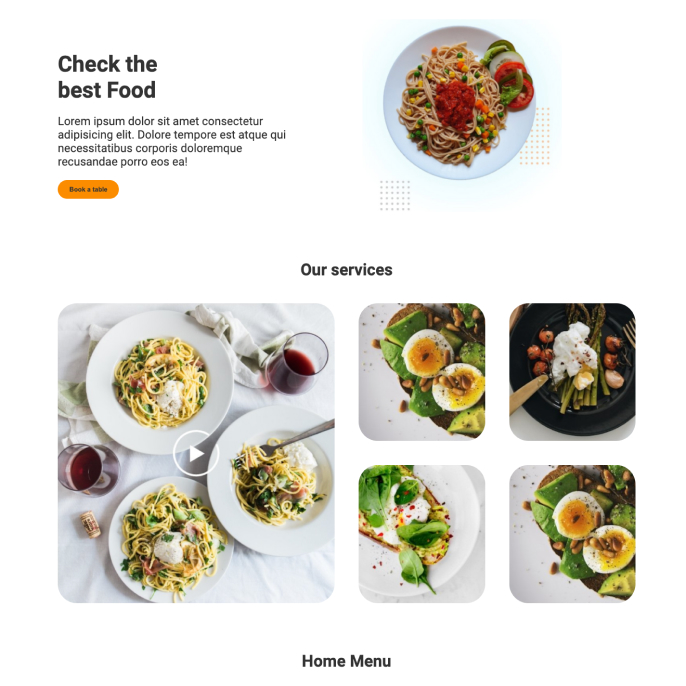 Check the
best Food
Lorem ipsum dolor sit amet consectetur
adipisicing elit. Dolore tempore est atque qui
necessitatibus corporis doloremque
recusandae porro eos ea!
Book a table
Our services
Home Menu